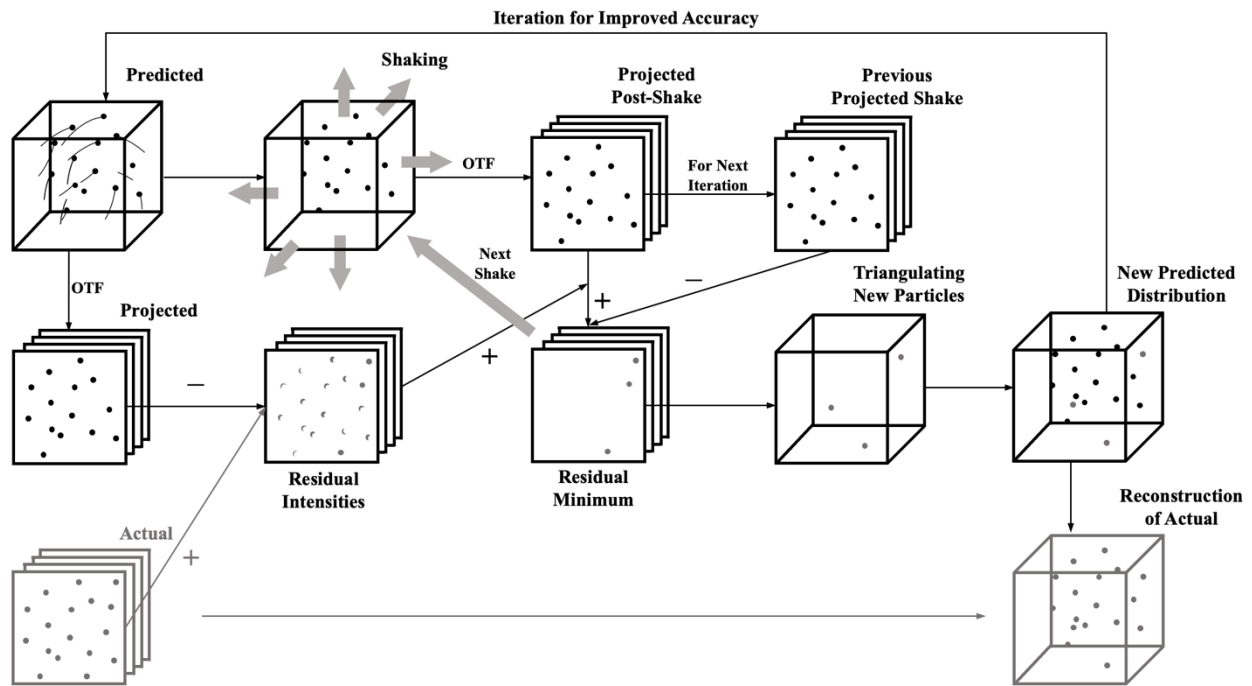 Iteration for Improved Accuracy
Predicted
Shaking
Projected
Post-Shake
Previous
Projected Shake
OTF
For Next
Iteration
OTF
Projected
Next
Shake
Triangulating
New Particles
New Predicted
Distribution
−
+
+
−
Residual
Intensities
Residual
Minimum
Actual
+
Reconstruction
of Actual